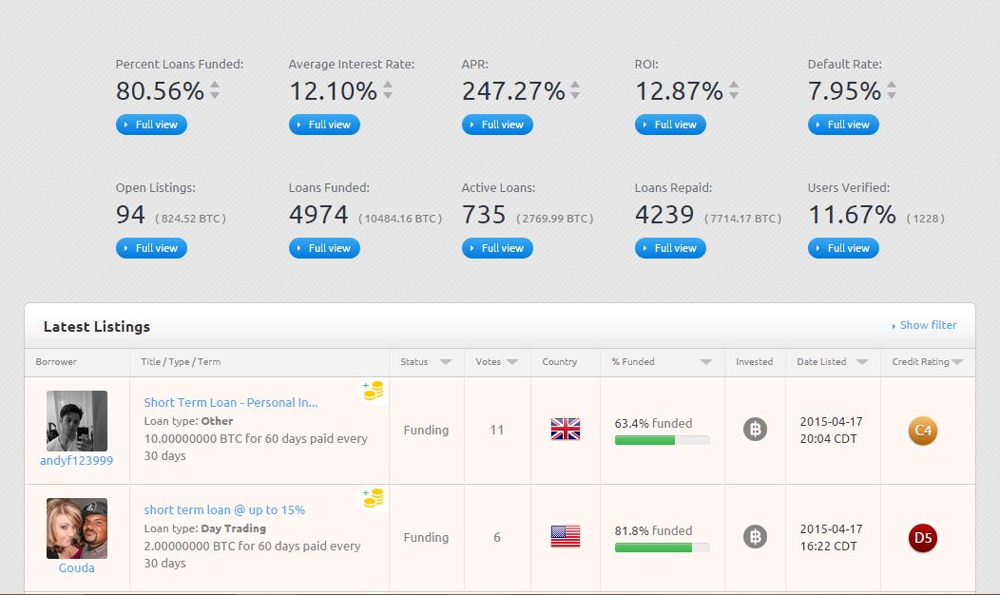 Percent Loans Funded: Average Interest Rate: APR: ROI: Default Rate:
80.56% 12.10% 247.27% 12.87% 7.95%
Full view Full view Full view Full view Full view
Open Listings: Loans Funded: Active Loans: Loans Repaid: Users Verified:
94 ( 824.52 BTC ) 4974 ( 10484.16 BTC ) 735 ( 2769.99 BTC ) 4239 ( 7714.17 BTC ) 11.67% ( 1228 )
Full view Full view Full view Full view Full view
Latest Listings Show filter
Borrower Title / Type / Term Status Votes Country % Funded Invested Date Listed Credit Rating
Short Term Loan - Personal In...
Loan type: Other
10.00000000 BTC for 60 days paid every
30 days
andyf123999
Funding 11 63.4% funded 2015-04-17
20:04 CDT
C4
short term loan @ up to 15%
Loan type: Day Trading
2.00000000 BTC for 60 days paid every
30 days
Gouda
Funding 6 81.8% funded 2015-04-17
16:22 CDT
D5